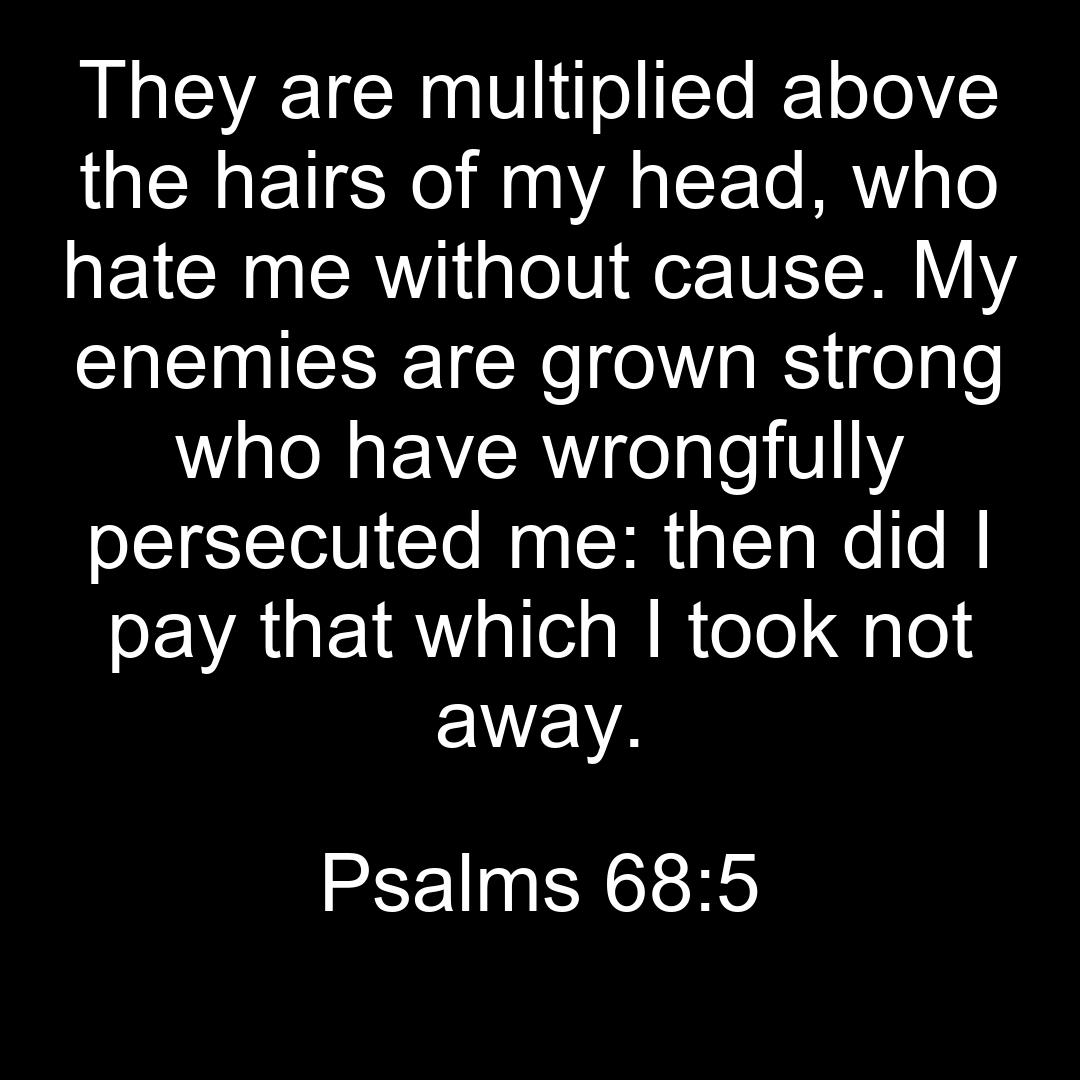 They are multiplied above
the hairs of my head, who
hate me without cause. My
enemies are grown strong
who have wrongfully
persecuted me: then did I
pay that which I took not
away.
Psalms 68:5